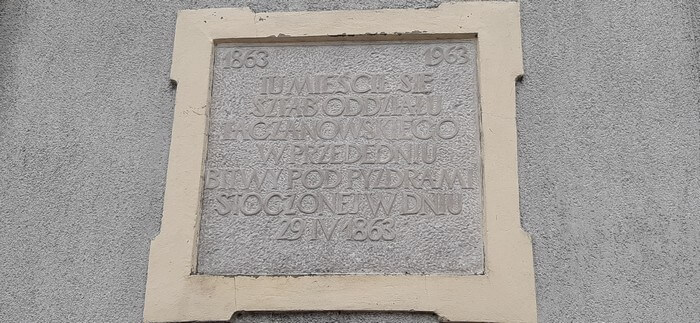 1863 1963
TU MIEŚCIŁ SIĘ
SZTAB ODDZIAŁU
TACZANOWSKIEGO
W PRZEDEDNIU
BITWY POD PYZDRAMI
STOCZONEJ W DNIU
29 IV 1863